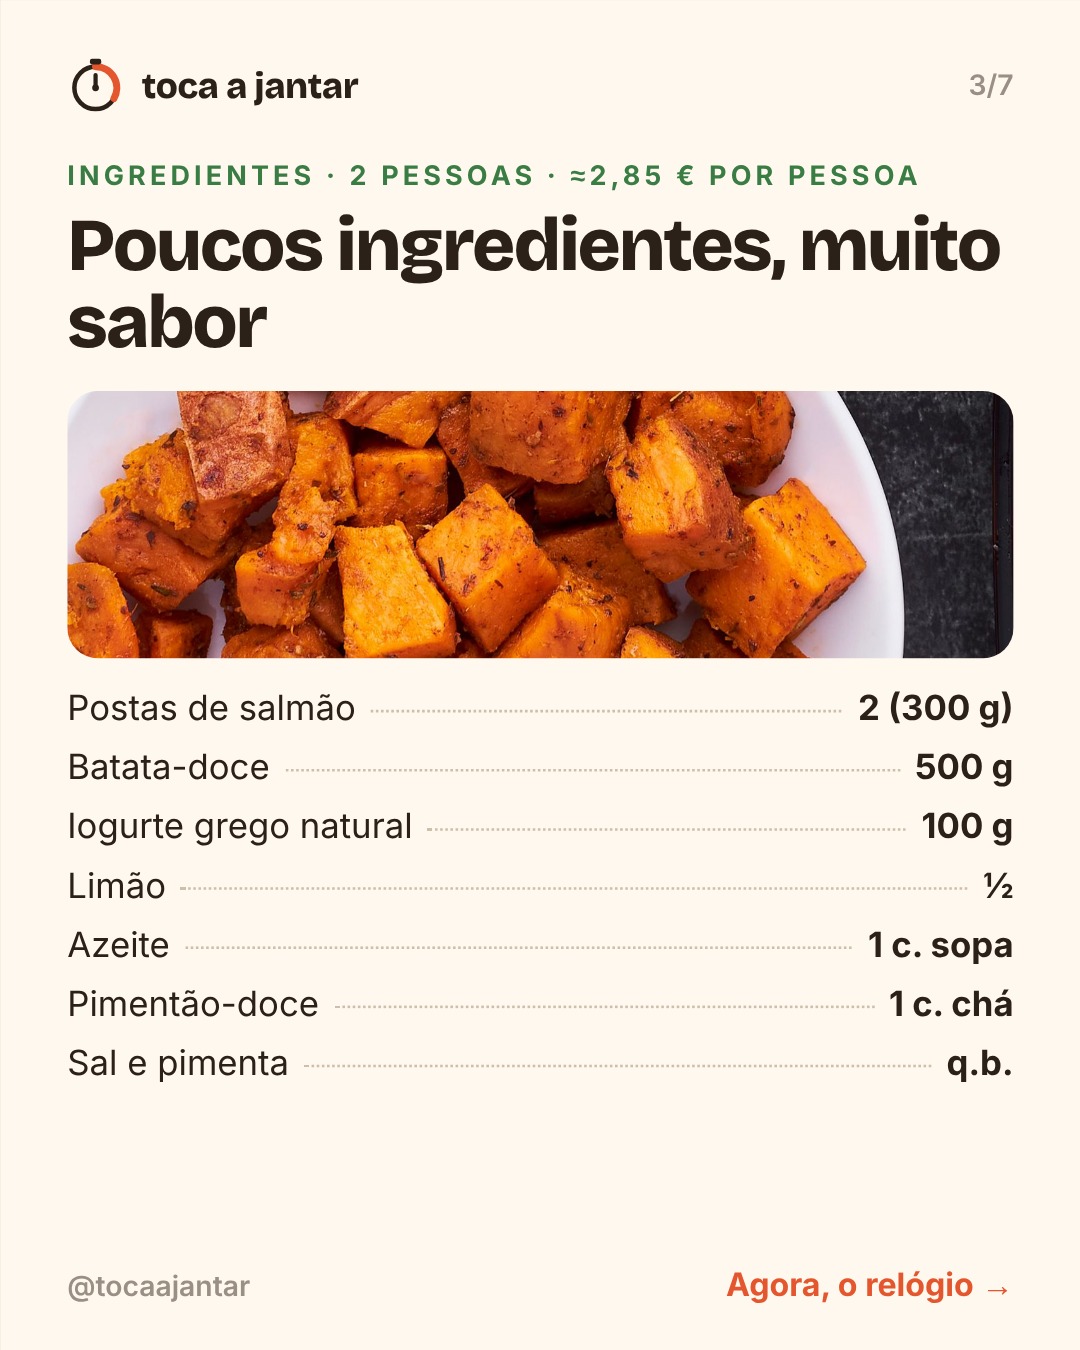 toca a jantar
3/7
INGREDIENTES · 2 PESSOAS · ≈2,85 € POR PESSOA
Poucos ingredientes, muito
sabor
Postas de salmão 2 (300 g)
Batata-doce 500 g
Iogurte grego natural 100 g
Limão ½
Azeite 1 c. sopa
Pimentão-doce 1 c. chá
Sal e pimenta q.b.
@tocaajantar
Agora, o relógio →